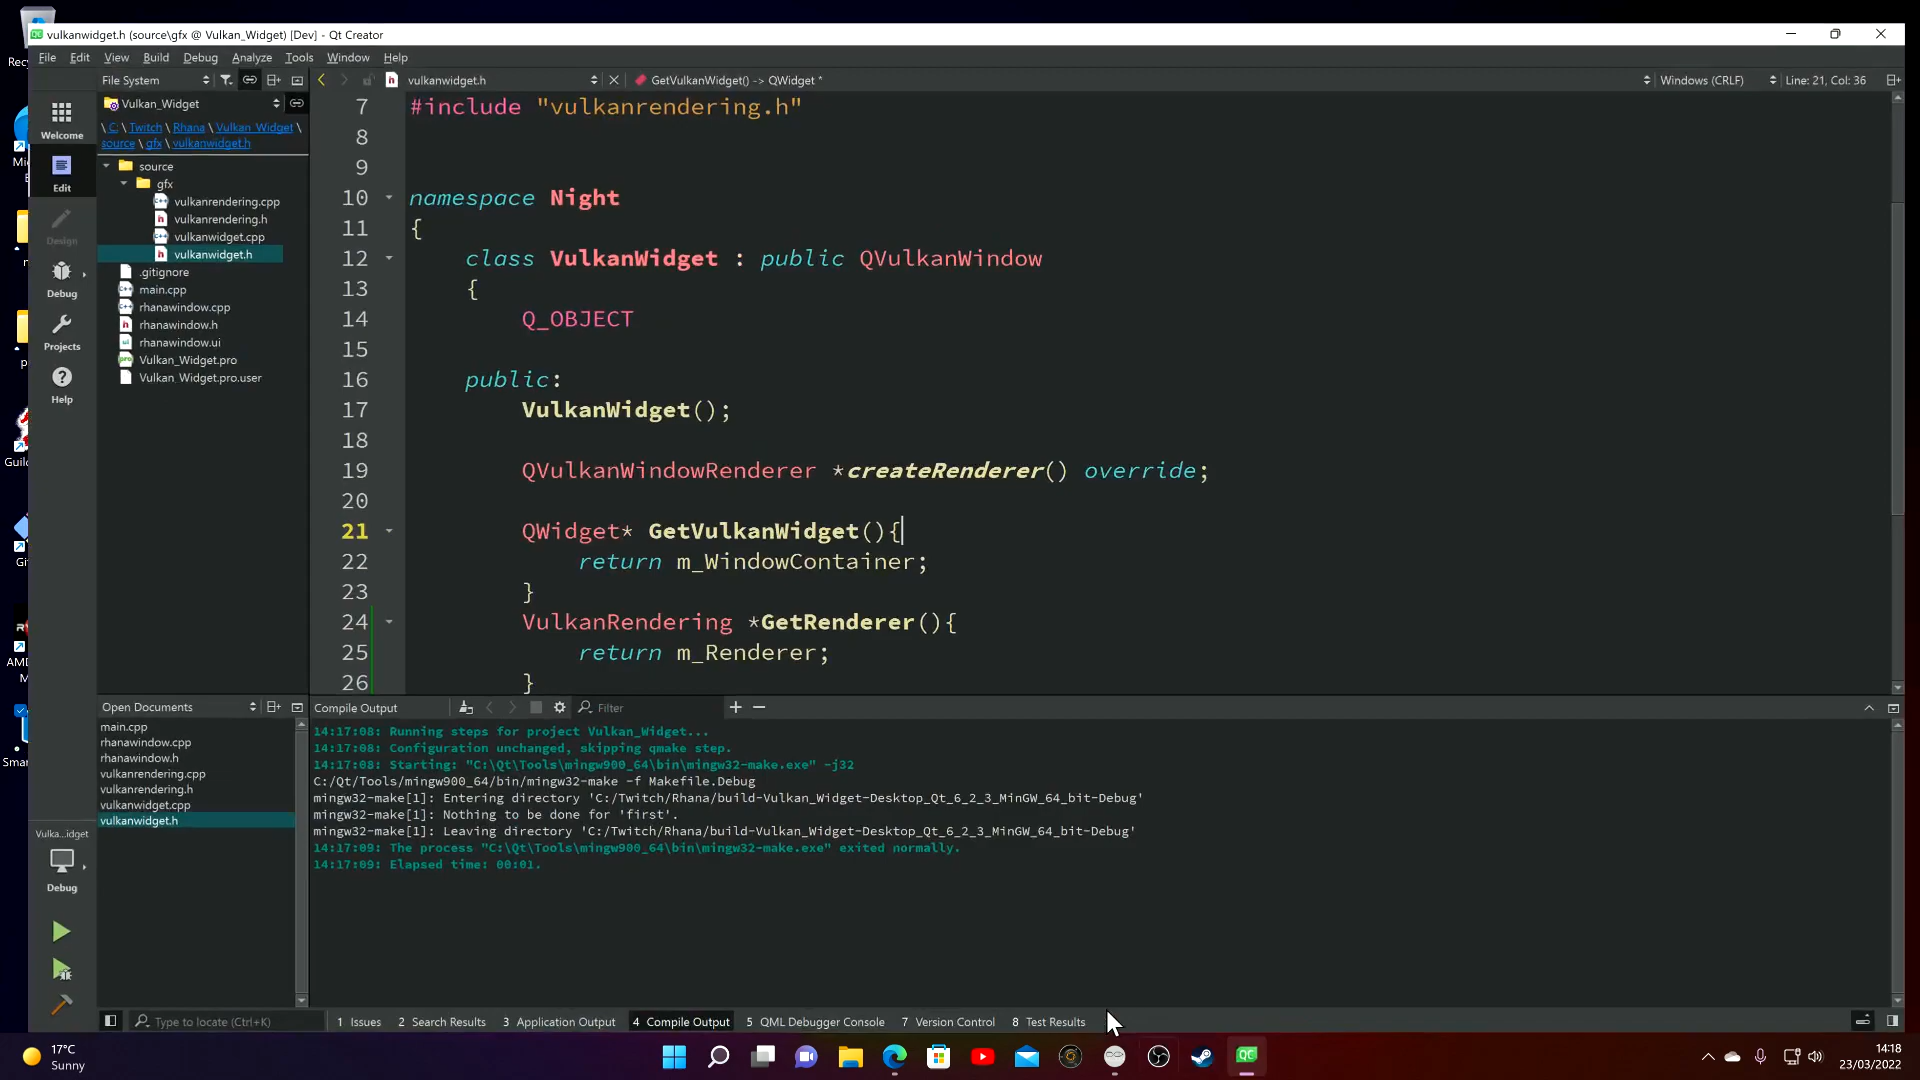 vulkanwidget.h (source\gfx @ Vulkan_Widget) [Dev] - Qt Creator
File Edit View Build Debug Analyze Tools Window Help
File System
vulkanwidget.h
GetVulkanWidget() -> QWidget *
Windows (CRLF)
Line: 21, Col: 36
Vulkan_Widget
\ C: \ Twitch \ Rhana \ Vulkan_Widget \
source \ gfx \ vulkanwidget.h
source
gfx
vulkanrendering.cpp
vulkanrendering.h
vulkanwidget.cpp
vulkanwidget.h
.gitignore
main.cpp
rhanawindow.cpp
rhanawindow.h
rhanawindow.ui
Vulkan_Widget.pro
Vulkan_Widget.pro.user
Welcome
Edit
Design
Debug
Projects
Help
7 #include "vulkanrendering.h"
8
9
10 namespace Night
11 {
12 class VulkanWidget : public QVulkanWindow
13 {
14 Q_OBJECT
15
16 public:
17 VulkanWidget();
18
19 QVulkanWindowRenderer *createRenderer() override;
20
21 QWidget* GetVulkanWidget(){
22 return m_WindowContainer;
23 }
24 VulkanRendering *GetRenderer(){
25 return m_Renderer;
26 }
Open Documents
main.cpp
rhanawindow.cpp
rhanawindow.h
vulkanrendering.cpp
vulkanrendering.h
vulkanwidget.cpp
vulkanwidget.h
Vulka...idget
Debug
Compile Output
Filter
14:17:08: Running steps for project Vulkan_Widget...
14:17:08: Configuration unchanged, skipping qmake step.
14:17:08: Starting: "C:\Qt\Tools\mingw900_64\bin\mingw32-make.exe" -j32
C:/Qt/Tools/mingw900_64/bin/mingw32-make -f Makefile.Debug
mingw32-make[1]: Entering directory 'C:/Twitch/Rhana/build-Vulkan_Widget-Desktop_Qt_6_2_3_MinGW_64_bit-Debug'
mingw32-make[1]: Nothing to be done for 'first'.
mingw32-make[1]: Leaving directory 'C:/Twitch/Rhana/build-Vulkan_Widget-Desktop_Qt_6_2_3_MinGW_64_bit-Debug'
14:17:09: The process "C:\Qt\Tools\mingw900_64\bin\mingw32-make.exe" exited normally.
14:17:09: Elapsed time: 00:01.
Type to locate (Ctrl+K)
1 Issues 2 Search Results 3 Application Output 4 Compile Output 5 QML Debugger Console 7 Version Control 8 Test Results
17°C
Sunny
14:18
23/03/2022